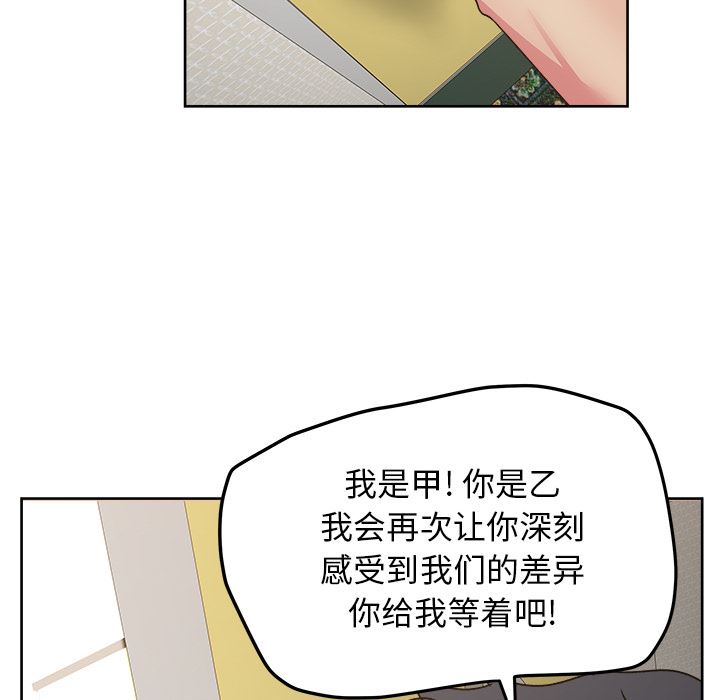 我是甲! 你是乙
我会再次让你深刻
感受到我们的差异
你给我等着吧!